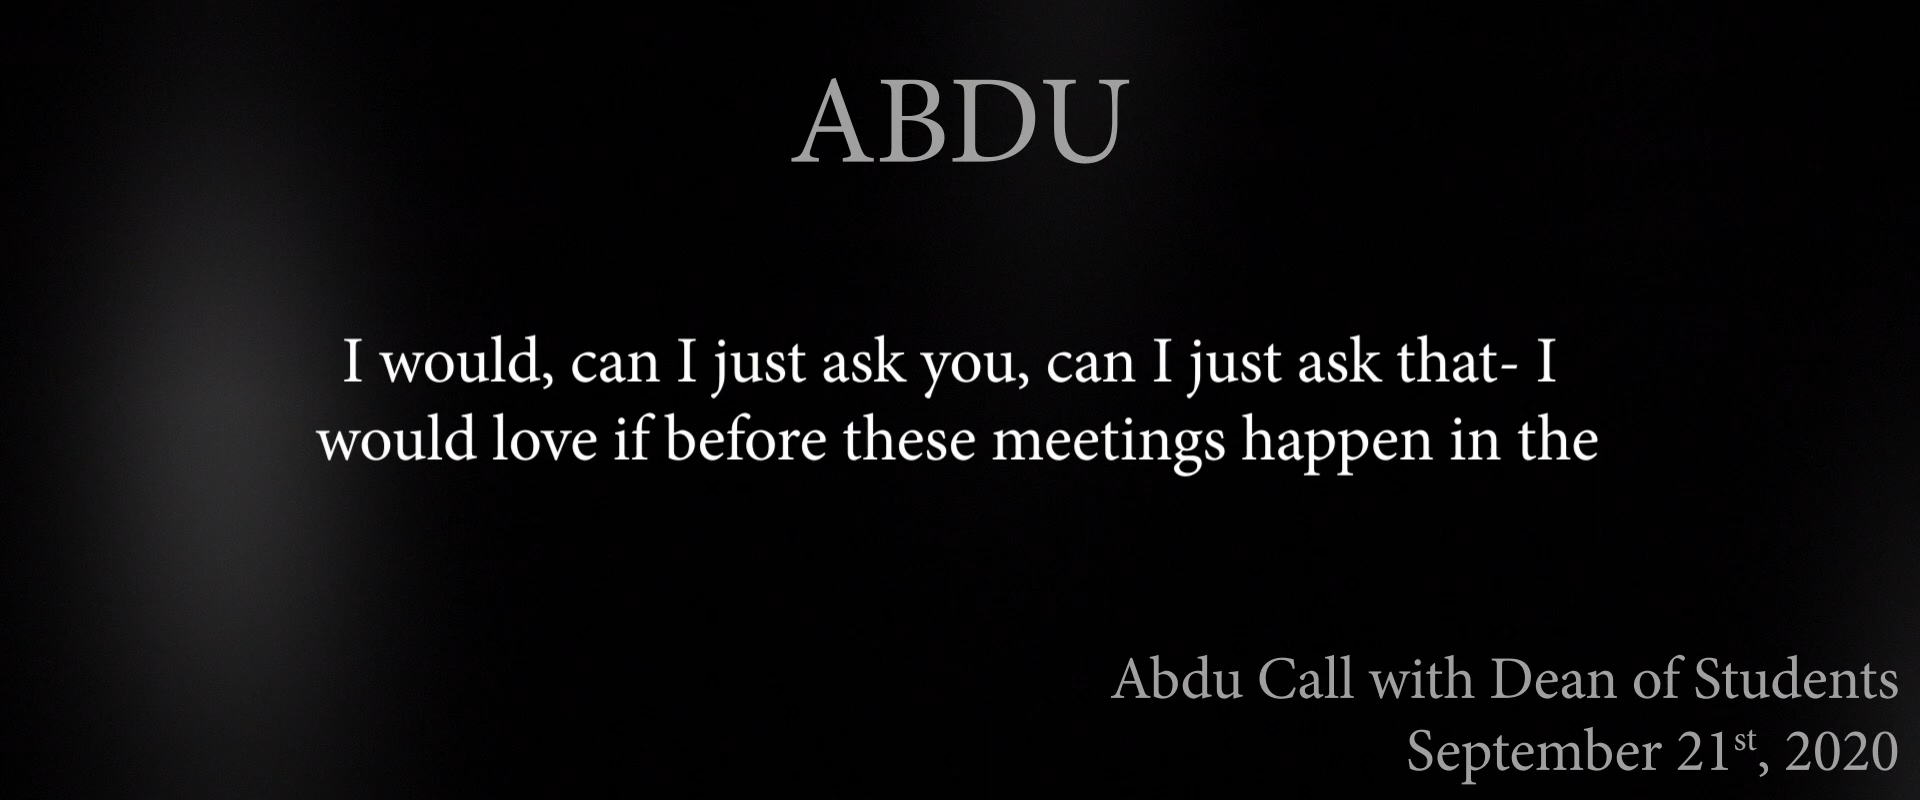 ABDU
I would, can I just ask you, can I just ask that- I
would love if before these meetings happen in the
Abdu Call with Dean of Students
September 21st, 2020